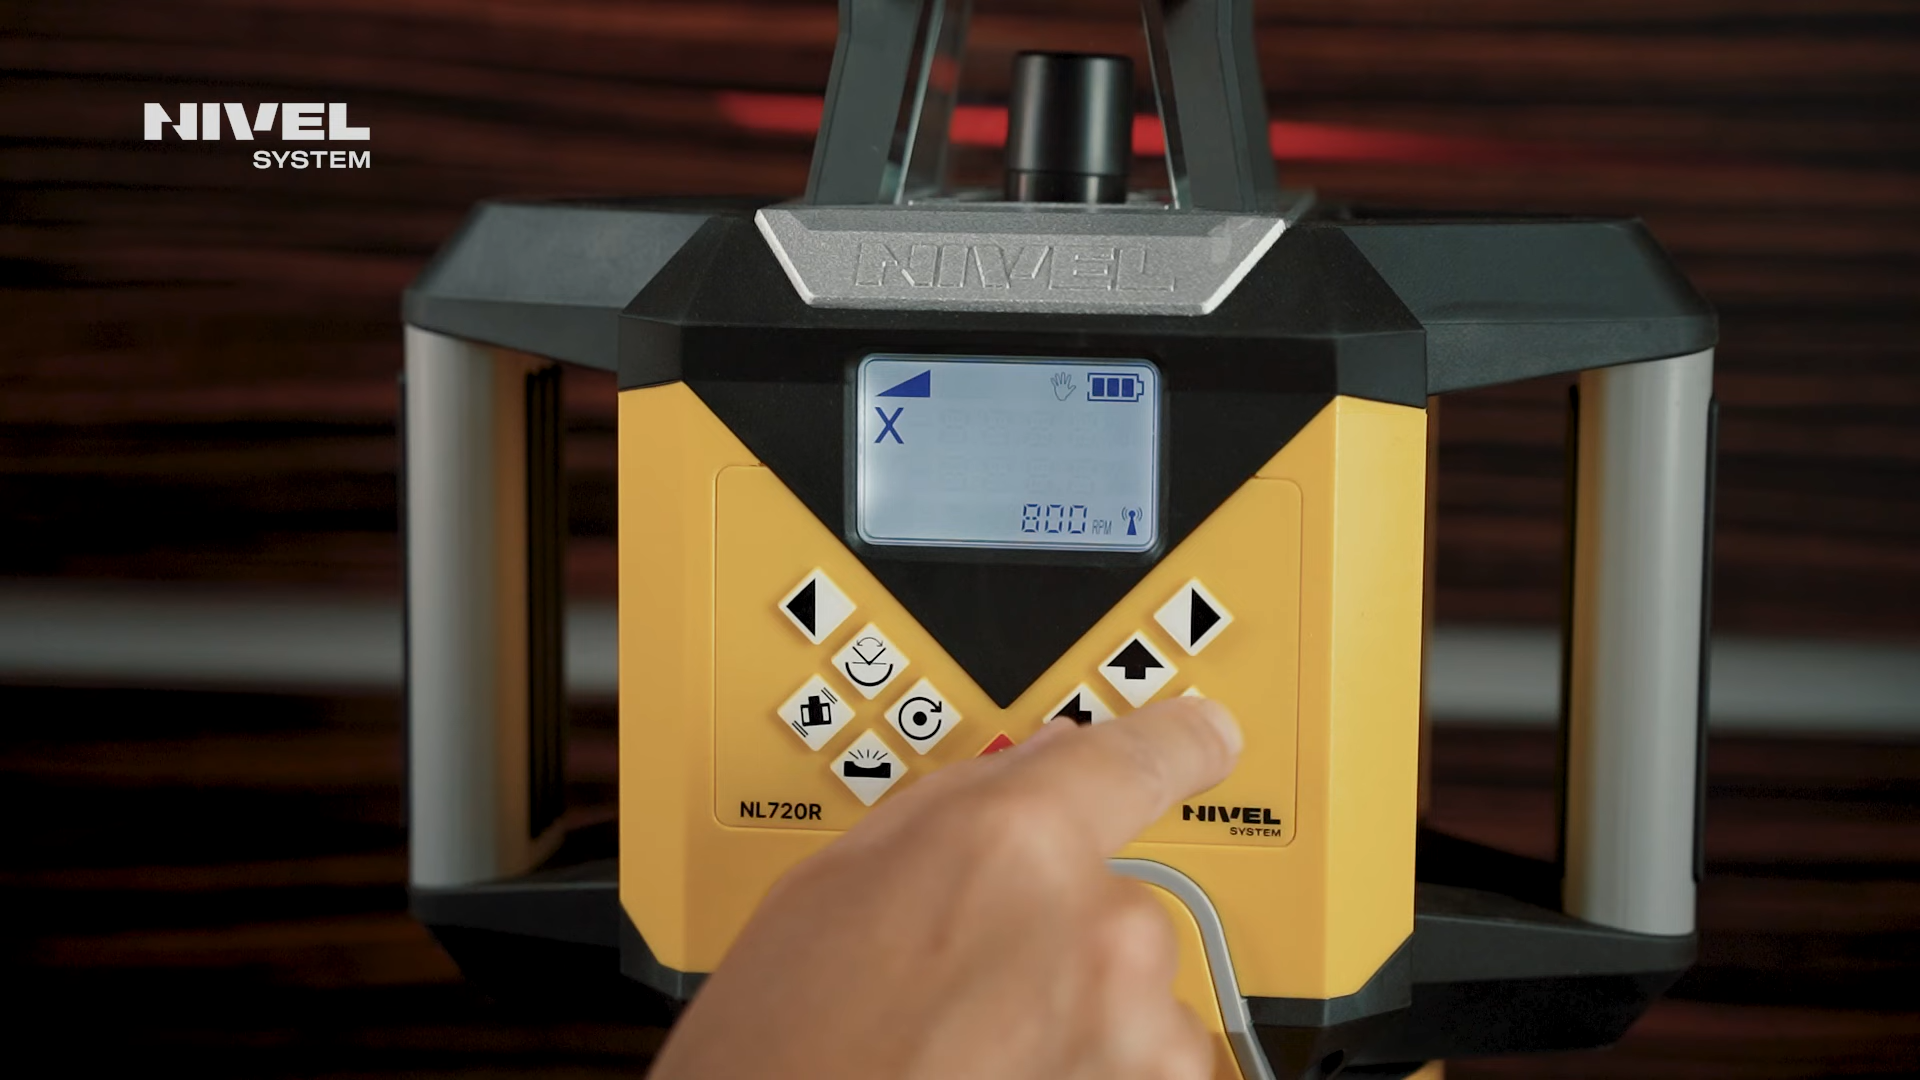 NIVEL
SYSTEM
NIVEL
X
800 RPM
NL720R
NIVEL
SYSTEM